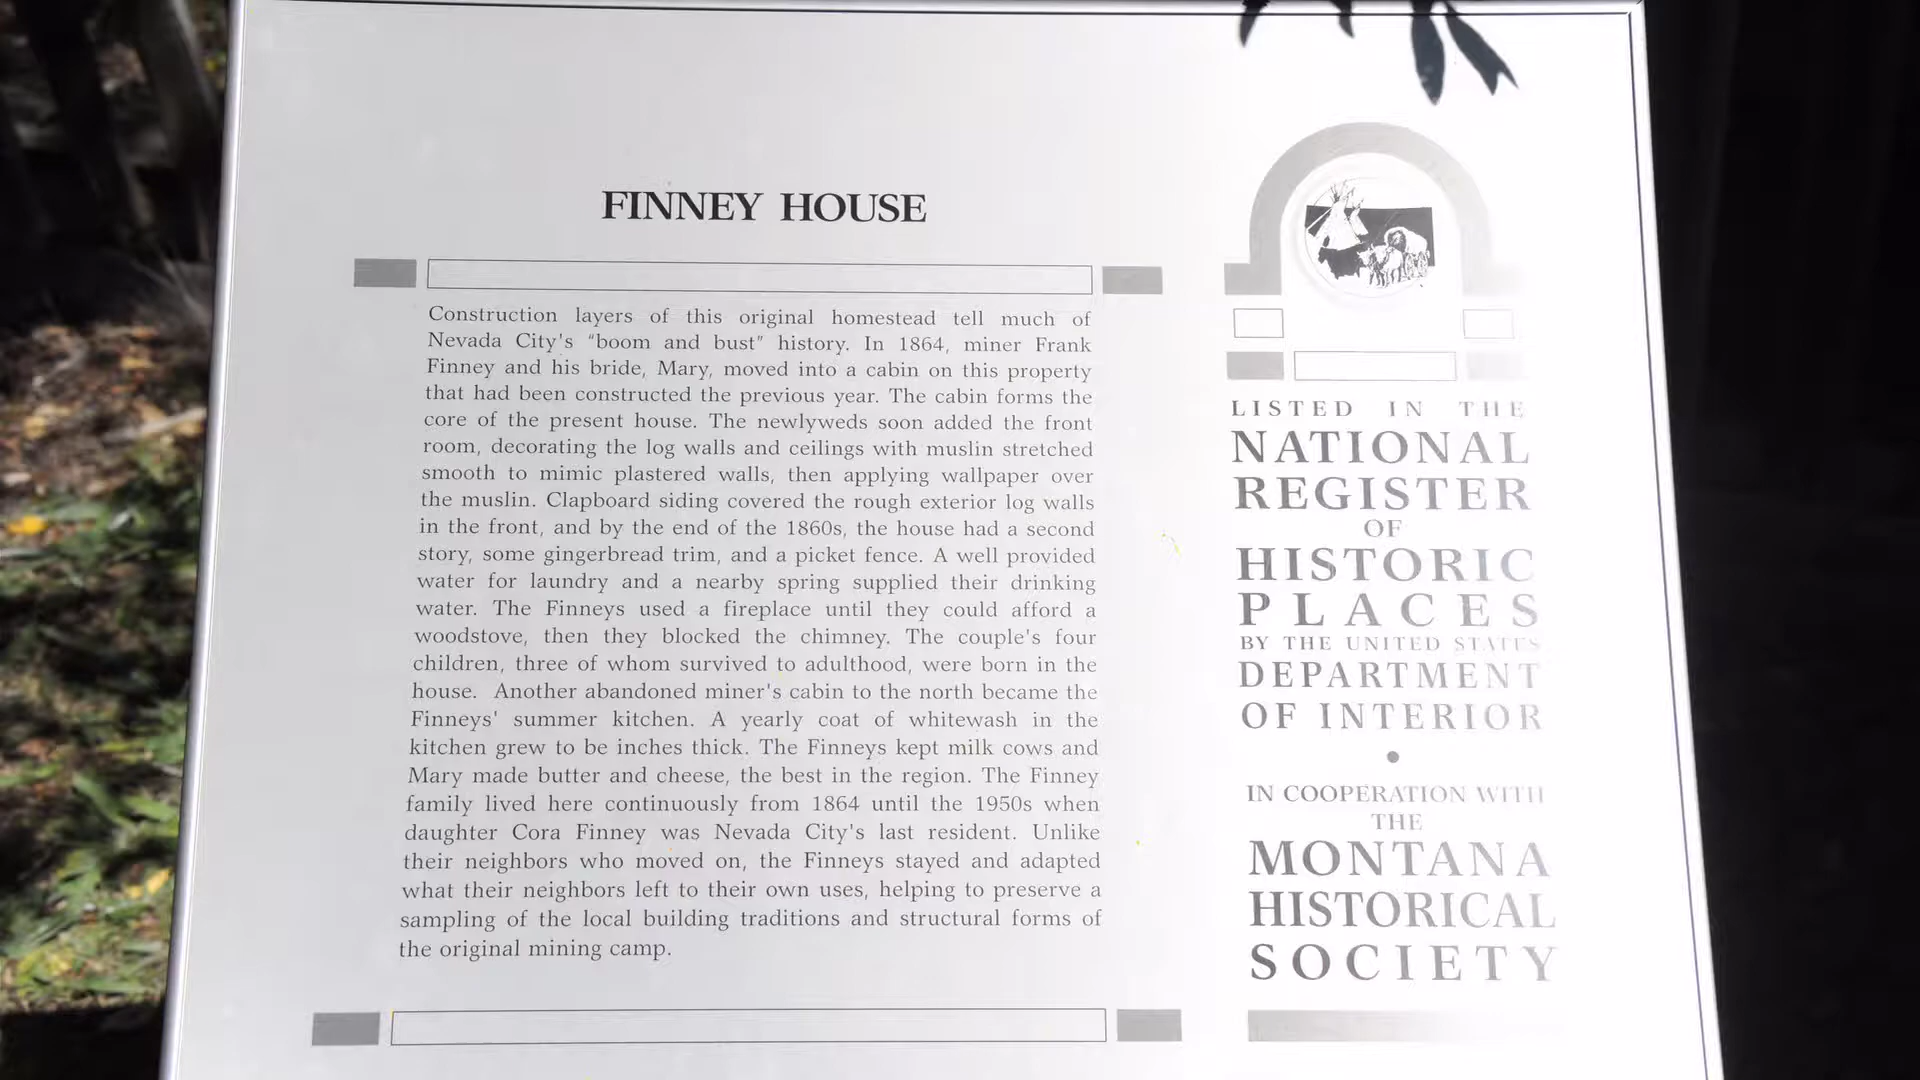 FINNEY HOUSE
Construction layers of this original homestead tell much of
Nevada City's "boom and bust" history. In 1864, miner Frank
Finney and his bride, Mary, moved into a cabin on this property
that had been constructed the previous year. The cabin forms the
core of the present house. The newlyweds soon added the front
room, decorating the log walls and ceilings with muslin stretched
smooth to mimic plastered walls, then applying wallpaper over
the muslin. Clapboard siding covered the rough exterior log walls
in the front, and by the end of the 1860s, the house had a second
story, some gingerbread trim, and a picket fence. A well provided
water for laundry and a nearby spring supplied their drinking
water. The Finneys used a fireplace until they could afford a
woodstove, then they blocked the chimney. The couple's four
children, three of whom survived to adulthood, were born in the
house. Another abandoned miner's cabin to the north became the
Finneys' summer kitchen. A yearly coat of whitewash in the
kitchen grew to be inches thick. The Finneys kept milk cows and
Mary made butter and cheese, the best in the region. The Finney
family lived here continuously from 1864 until the 1950s when
daughter Cora Finney was Nevada City's last resident. Unlike
their neighbors who moved on, the Finneys stayed and adapted
what their neighbors left to their own uses, helping to preserve a
sampling of the local building traditions and structural forms of
the original mining camp.
LISTED IN THE
NATIONAL
REGISTER
OF
HISTORIC
PLACES
BY THE UNITED STATES
DEPARTMENT
OF INTERIOR
•
IN COOPERATION WITH
THE
MONTANA
HISTORICAL
SOCIETY